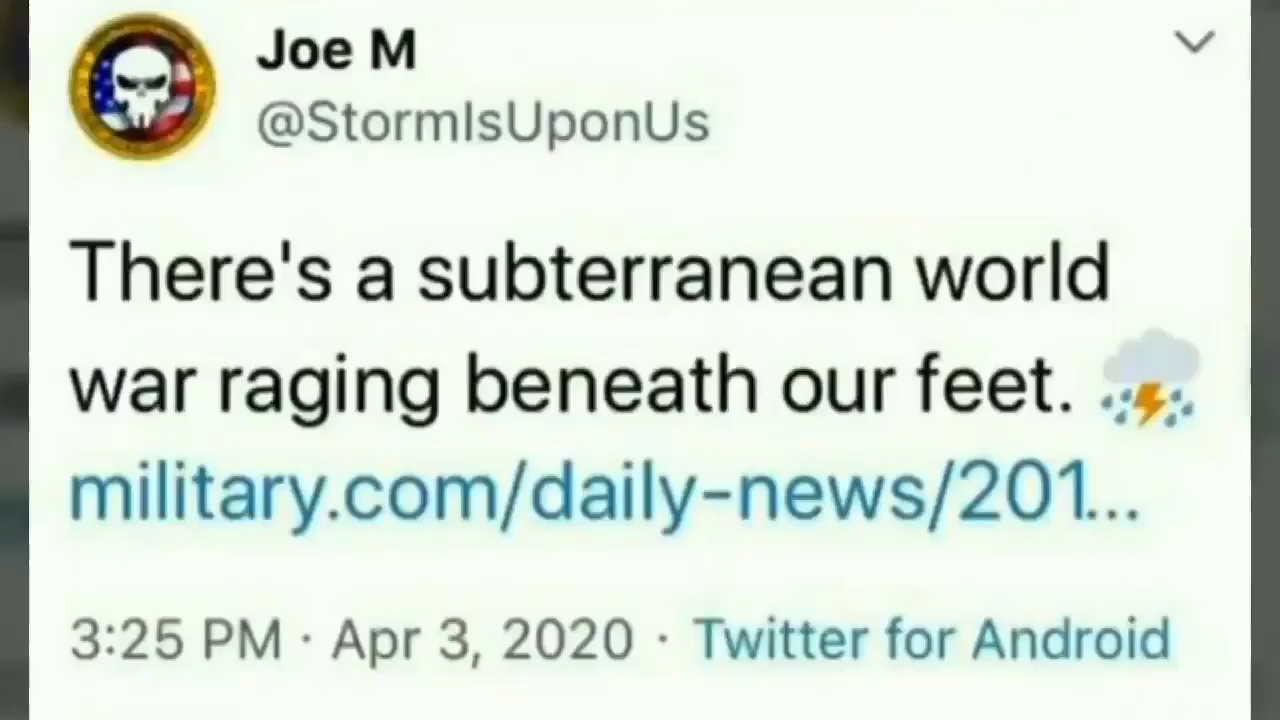 Joe M
@StormIsUponUs
There's a subterranean world
war raging beneath our feet. ⛈️
military.com/daily-news/201...
3:25 PM · Apr 3, 2020 · Twitter for Android